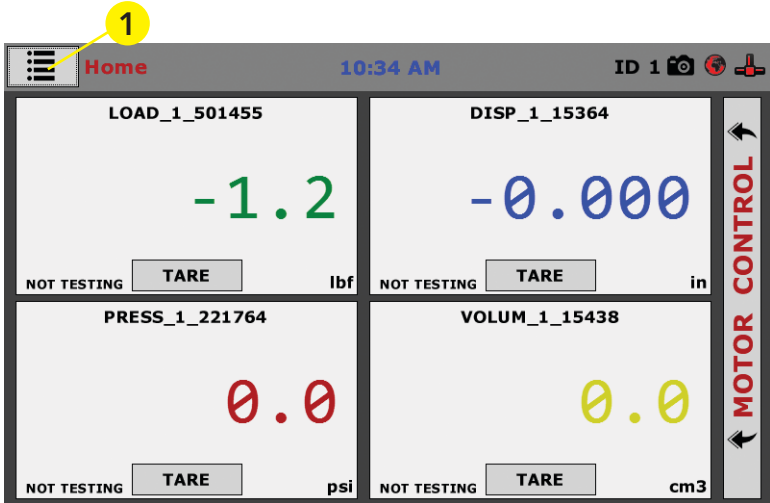 1
Home
10:34 AM
ID 1
LOAD_1_501455
-1.2
NOT TESTING
TARE
lbf
DISP_1_15364
-0.000
NOT TESTING
TARE
in
PRESS_1_221764
0.0
NOT TESTING
TARE
psi
VOLUM_1_15438
0.0
NOT TESTING
TARE
cm3
MOTOR CONTROL